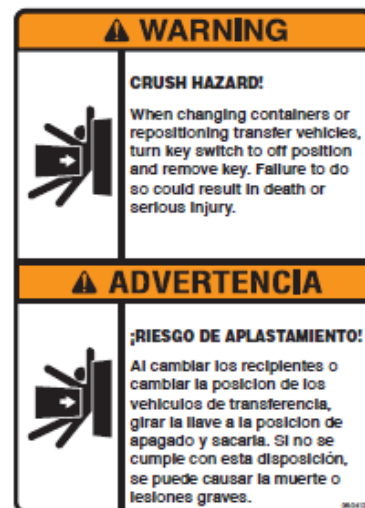 WARNING
CRUSH HAZARD!
When changing containers or
repositioning transfer vehicles,
turn key switch to off position
and remove key. Failure to do
so could result in death or
serious injury.
ADVERTENCIA
¡RIESGO DE APLASTAMIENTO!
Al cambiar los recipientes o
cambiar la posicion de los
vehiculos de transferencia,
girar la llave a la posicion de
apagado y sacarla. Si no se
cumple con esta disposición,
se puede causar la muerte o
lesiones graves.